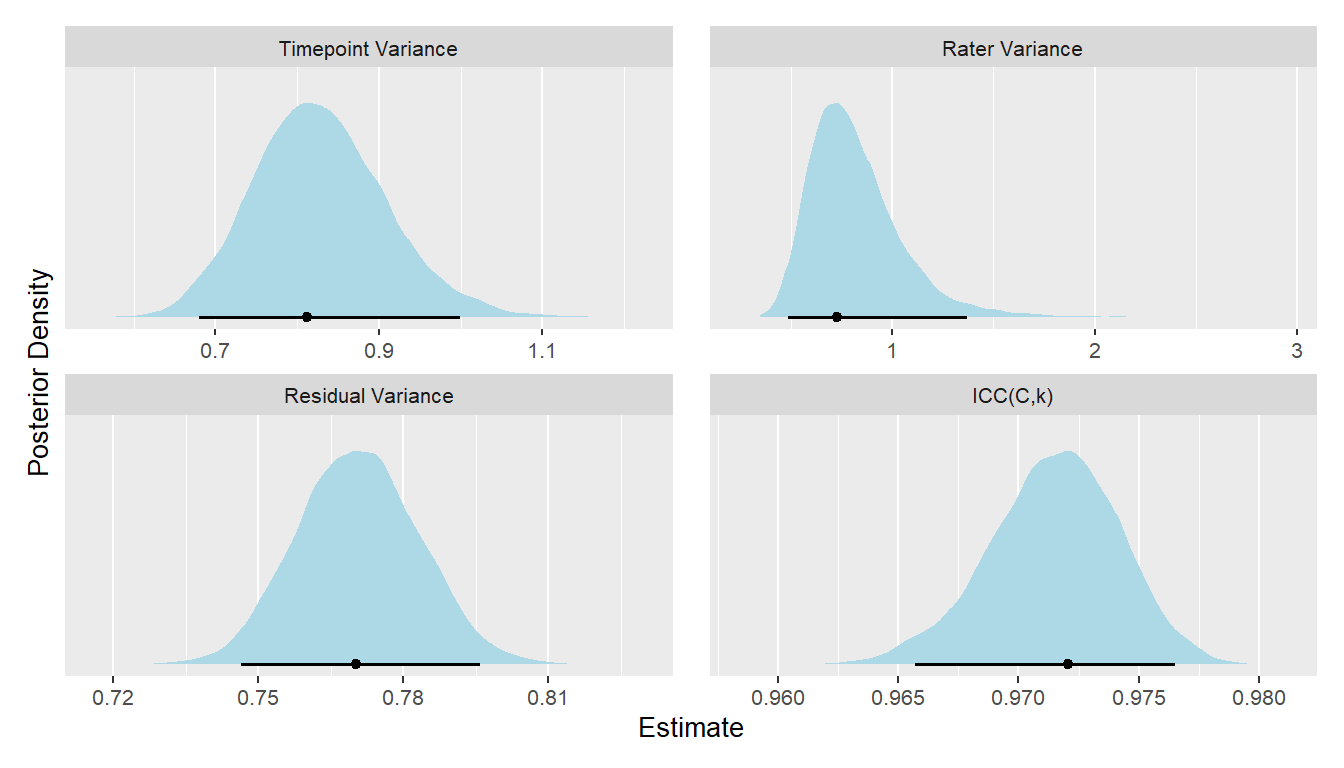 Timepoint Variance
Rater Variance
0.7 0.9 1.1
1 2 3
Posterior Density
Residual Variance
ICC(C,k)
0.72 0.75 0.78 0.81
0.960 0.965 0.970 0.975 0.980
Estimate